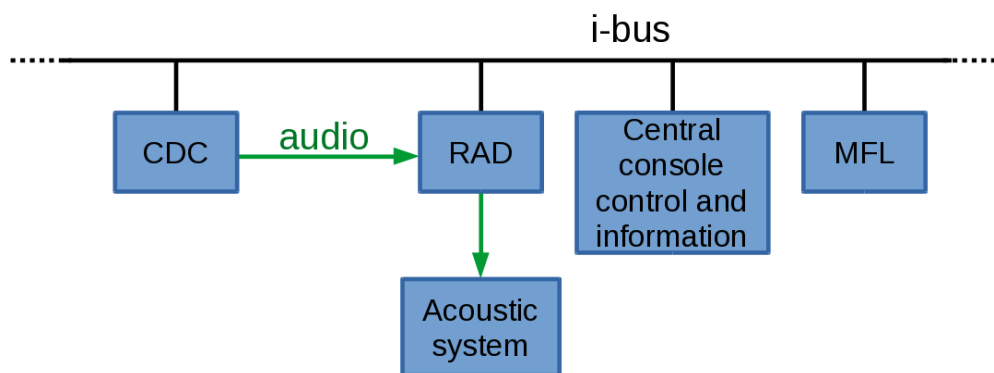 i-bus
CDC
audio
RAD
Central
console
control and
information
MFL
Acoustic
system